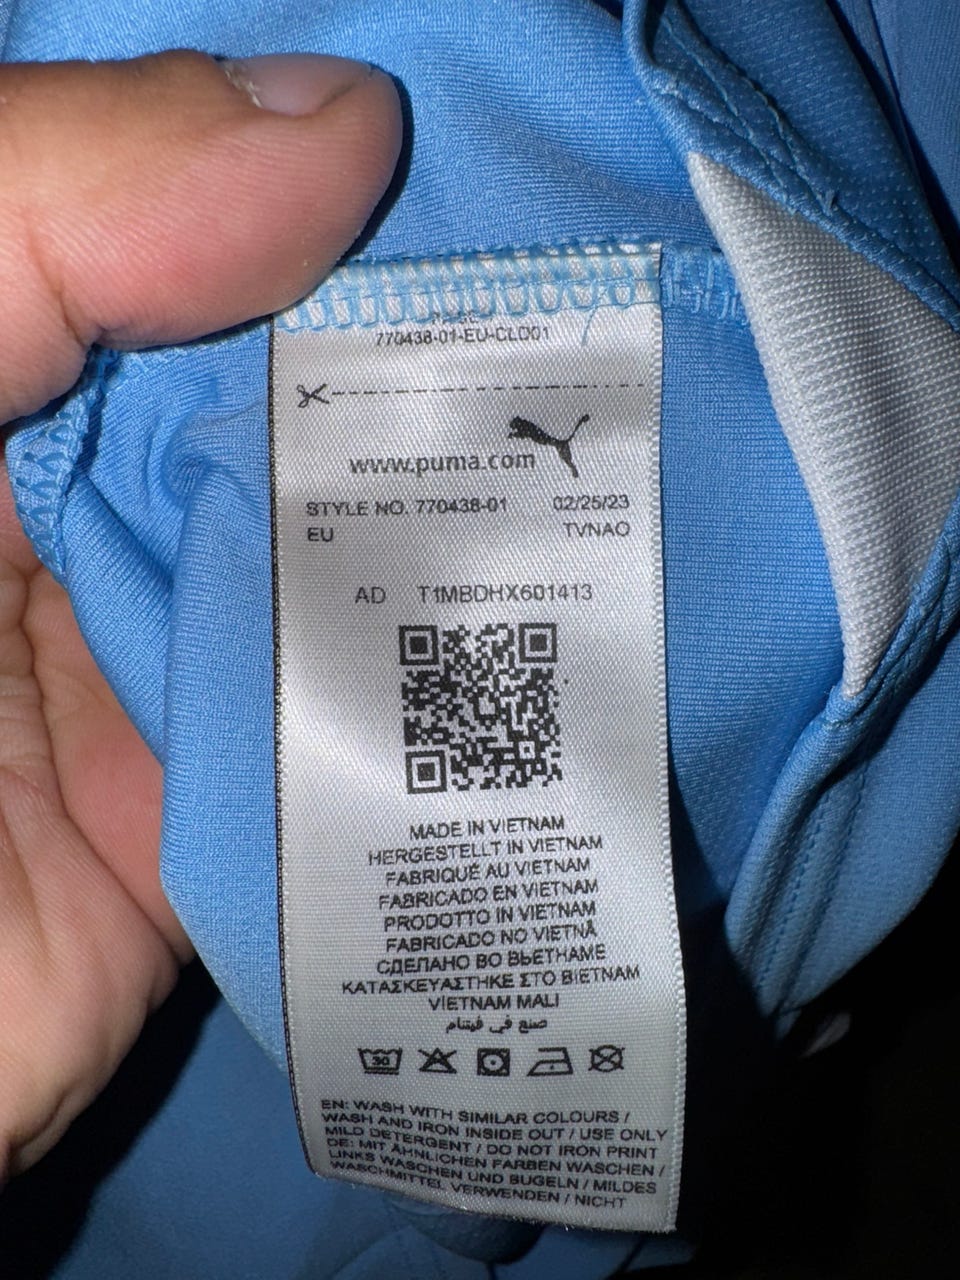 770438-01-EU-CLD01
www.puma.com
STYLE NO. 770438-01 02/25/23
EU TVNAO
AD T1MBDHX601413
MADE IN VIETNAM
HERGESTELLT IN VIETNAM
FABRIQUÉ AU VIETNAM
FABRICADO EN VIETNAM
PRODOTTO IN VIETNAM
FABRICADO NO VIETNÃ
СДЕЛАНО ВО ВЬЕТНАМЕ
ΚΑΤΑΣΚΕΥΑΣΤΗΚΕ ΣΤΟ ΒΙΕΤΝΑΜ
VİETNAM MALI
صنع في فيتنام
30
EN: WASH WITH SIMILAR COLOURS /
WASH AND IRON INSIDE OUT / USE ONLY
MILD DETERGENT / DO NOT IRON PRINT
DE: MIT ÄHNLICHEN FARBEN WASCHEN /
LINKS WASCHEN UND BÜGELN / MILDES
WASCHMITTEL VERWENDEN / NICHT